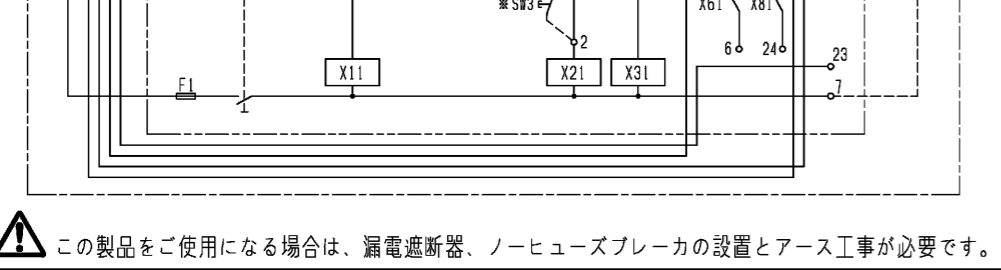 ※SW3 X61 X81
2
6 24 23
X11 X21 X31
F1 7
この製品をご使用になる場合は、漏電遮断器、ノーヒューズブレーカの設置とアース工事が必要です。